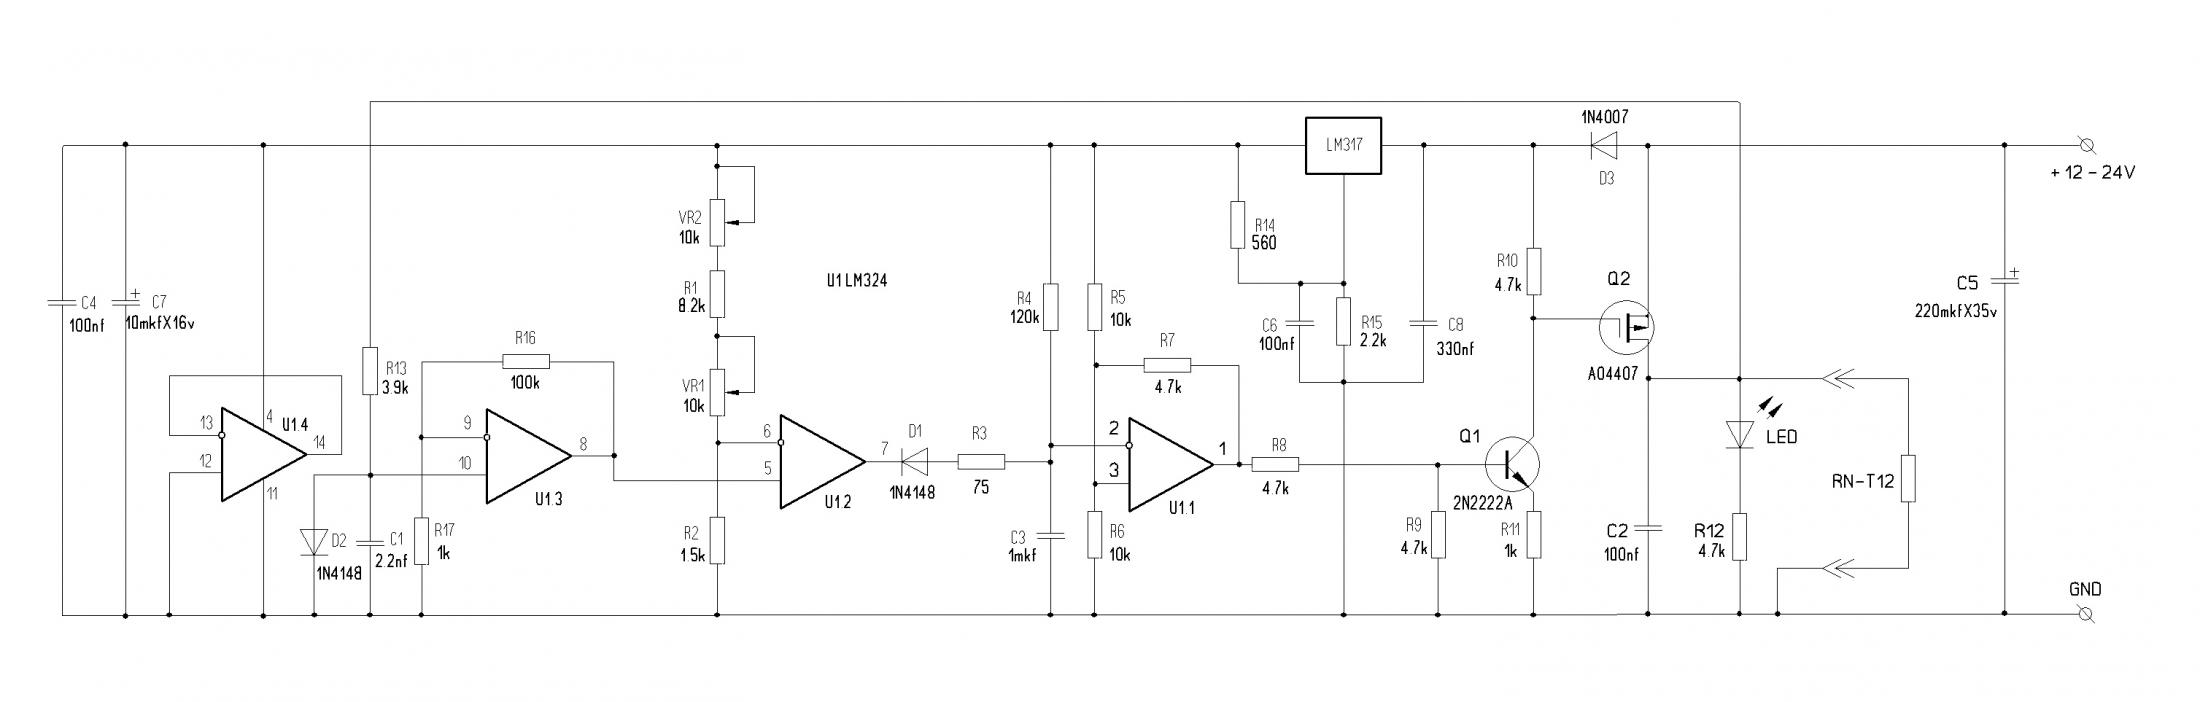 1N4007
LM317
D3
+ 12 - 24V
VR2
10k
R14
560
R10
4.7k
Q2
U1 LM324
R1
8.2k
C4
100nf
+
C7
10mkfX16v
R4
120k
R5
10k
C6
100nf
R15
2.2k
C8
330nf
+
C5
220mkfX35v
R16
100k
R7
4.7k
R13
3.9k
VR1
10k
AO4407
4
13
U1.4
14
12
11
9
8
10
U1.3
6
7
5
U1.2
D1
1N4148
R3
75
2
1
3
U1.1
R8
4.7k
Q1
2N2222A
LED
RN-T12
D2
1N4148
C1
2.2nf
R17
1k
R2
1.5k
C3
1mkf
R6
10k
R9
4.7k
R11
1k
C2
100nf
R12
4.7k
GND